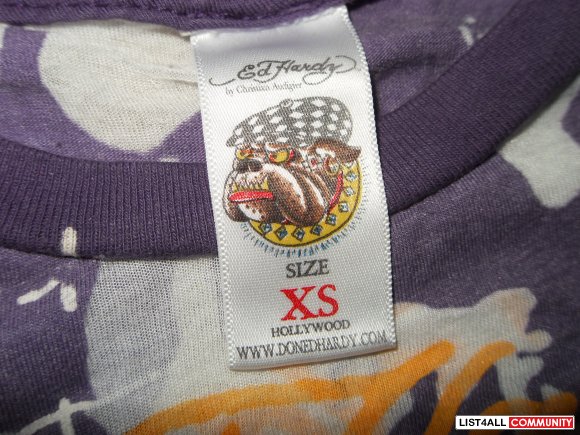 Ed Hardy
by Christian Audigier
SIZE
XS
HOLLYWOOD
WWW.DONEDHARDY.COM
LIST4ALL COMMUNITY